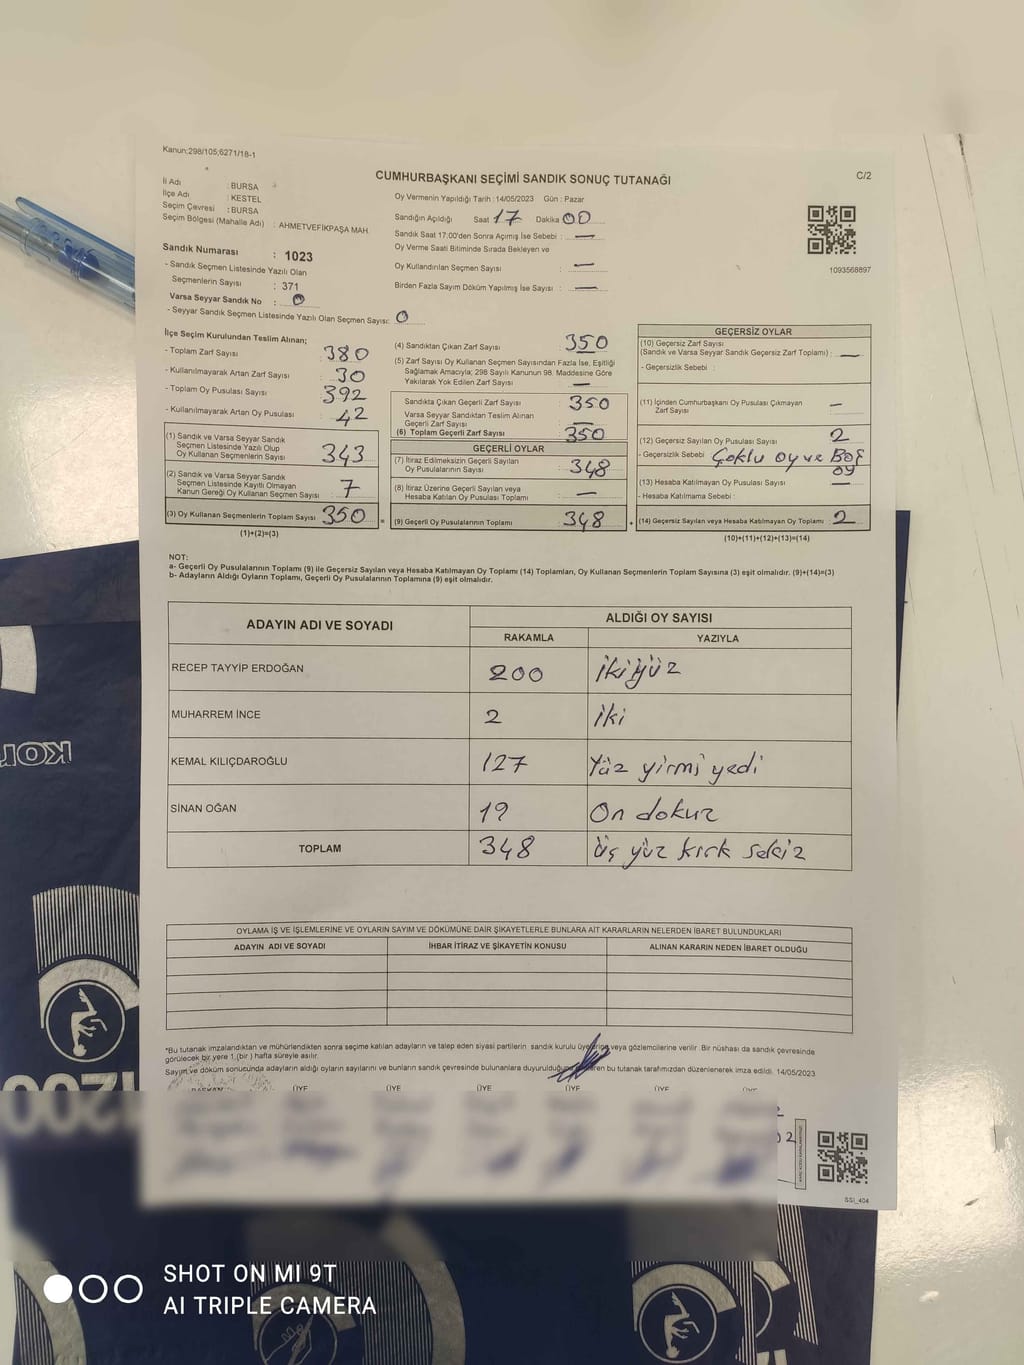 Kanun:298/105;6271/18-1
CUMHURBAŞKANI SEÇİMİ SANDIK SONUÇ TUTANAĞI
C/2
İl Adı : BURSA
İlçe Adı : KESTEL
Seçim Çevresi : BURSA
Seçim Bölgesi (Mahalle Adı) : AHMETVEFİKPAŞA MAH.
Sandık Numarası : 1023
- Sandık Seçmen Listesinde Yazılı Olan
Seçmenlerin Sayısı : 371
Varsa Seyyar Sandık No : 0
- Seyyar Sandık Seçmen Listesinde Yazılı Olan Seçmen Sayısı: 0
Oy Vermenin Yapıldığı Tarih : 14/05/2023 Gün : Pazar
Sandığın Açıldığı Saat 17 Dakika 00
Sandık Saat 17:00'den Sonra Açımış İse Sebebi : —
Oy Verme Saati Bitiminde Sırada Bekleyen ve
Oy Kullandırılan Seçmen Sayısı : —
Birden Fazla Sayım Döküm Yapılmış İse Sayısı : —
1093568897
İlçe Seçim Kurulundan Teslim Alınan;
- Toplam Zarf Sayısı : 380
- Kullanılmayarak Artan Zarf Sayısı : 30
- Toplam Oy Pusulası Sayısı : 392
- Kullanılmayarak Artan Oy Pusulası : 42
(1) Sandık ve Varsa Seyyar Sandık
Seçmen Listesinde Yazılı Olup
Oy Kullanan Seçmenlerin Sayısı : 343
(2) Sandık ve Varsa Seyyar Sandık
Seçmen Listesinde Kayıtlı Olmayan
Kanun Gereği Oy Kullanan Seçmen Sayısı : 7
(3) Oy Kullanan Seçmenlerin Toplam Sayısı : 350
(1)+(2)=(3)
(4) Sandıktan Çıkan Zarf Sayısı : 350
(5) Zarf Sayısı Oy Kullanan Seçmen Sayısından Fazla İse, Eşitliği
Sağlamak Amacıyla; 298 Sayılı Kanunun 98. Maddesine Göre
Yakılarak Yok Edilen Zarf Sayısı : —
Sandıkta Çıkan Geçerli Zarf Sayısı : 350
Varsa Seyyar Sandıktan Teslim Alınan
Geçerli Zarf Sayısı : —
(6) Toplam Geçerli Zarf Sayısı : 350
GEÇERLİ OYLAR
(7) İtiraz Edilmeksizin Geçerli Sayılan
Oy Pusulalarının Sayısı : 348
(8) İtiraz Üzerine Geçerli Sayılan veya
Hesaba Katılan Oy Pusulası Toplamı : —
(9) Geçerli Oy Pusulalarının Toplamı : 348
GEÇERSİZ OYLAR
(10) Geçersiz Zarf Sayısı
(Sandık ve Varsa Seyyar Sandık Geçersiz Zarf Toplamı) : —
- Geçersizlik Sebebi :
(11) İçinden Cumhurbaşkanı Oy Pusulası Çıkmayan
Zarf Sayısı : —
(12) Geçersiz Sayılan Oy Pusulası Sayısı : 2
- Geçersizlik Sebebi : Çoklu oy ve Boş
oy
(13) Hesaba Katılmayan Oy Pusulası Sayısı : —
- Hesaba Katılmama Sebebi :
(14) Geçersiz Sayılan veya Hesaba Katılmayan Oy Toplamı : 2
(10)+(11)+(12)+(13)=(14)
NOT:
a- Geçerli Oy Pusulalarının Toplamı (9) ile Geçersiz Sayılan veya Hesaba Katılmayan Oy Toplamı (14) Toplamları, Oy Kullanan Seçmenlerin Toplam Sayısına (3) eşit olmalıdır. (9)+(14)=(3)
b- Adayların Aldığı Oyların Toplamı, Geçerli Oy Pusulalarının Toplamına (9) eşit olmalıdır.
ADAYIN ADI VE SOYADI ALDIĞI OY SAYISI
RAKAMLA YAZIYLA
RECEP TAYYİP ERDOĞAN 200 ikiyüz
MUHARREM İNCE 2 iki
KEMAL KILIÇDAROĞLU 127 Yüz yirmi yedi
SİNAN OĞAN 19 On dokuz
TOPLAM 348 Üç yüz kırk sekiz
OYLAMA İŞ VE İŞLEMLERİNE VE OYLARIN SAYIM VE DÖKÜMÜNE DAİR ŞİKAYETLERLE BUNLARA AİT KARARLARIN NELERDEN İBARET BULUNDUKLARI
ADAYIN ADI VE SOYADI İHBAR İTİRAZ VE ŞİKAYETİN KONUSU ALINAN KARARIN NEDEN İBARET OLDUĞU
*Bu tutanak imzalandıktan ve mühürlendikten sonra seçime katılan adayların ve talep eden siyasi partilerin sandık kurulu üyelerine veya gözlemcilerine verilir. Bir nüshası da sandık çevresinde
görülecek bir yere 1 (bir) hafta süreyle asılır.
Sayım ve döküm sonucunda adayların aldığı oyların sayılarını ve bunların sandık çevresinde bulunanlara duyurulduğunu eren bu tutanak tarafımızdan düzenlenerek imza edildi. 14/05/2023
BAŞKAN ÜYE ÜYE ÜYE ÜYE ÜYE ÜYE
SSI_404
KOR
1200
SHOT ON MI 9T
AI TRIPLE CAMERA